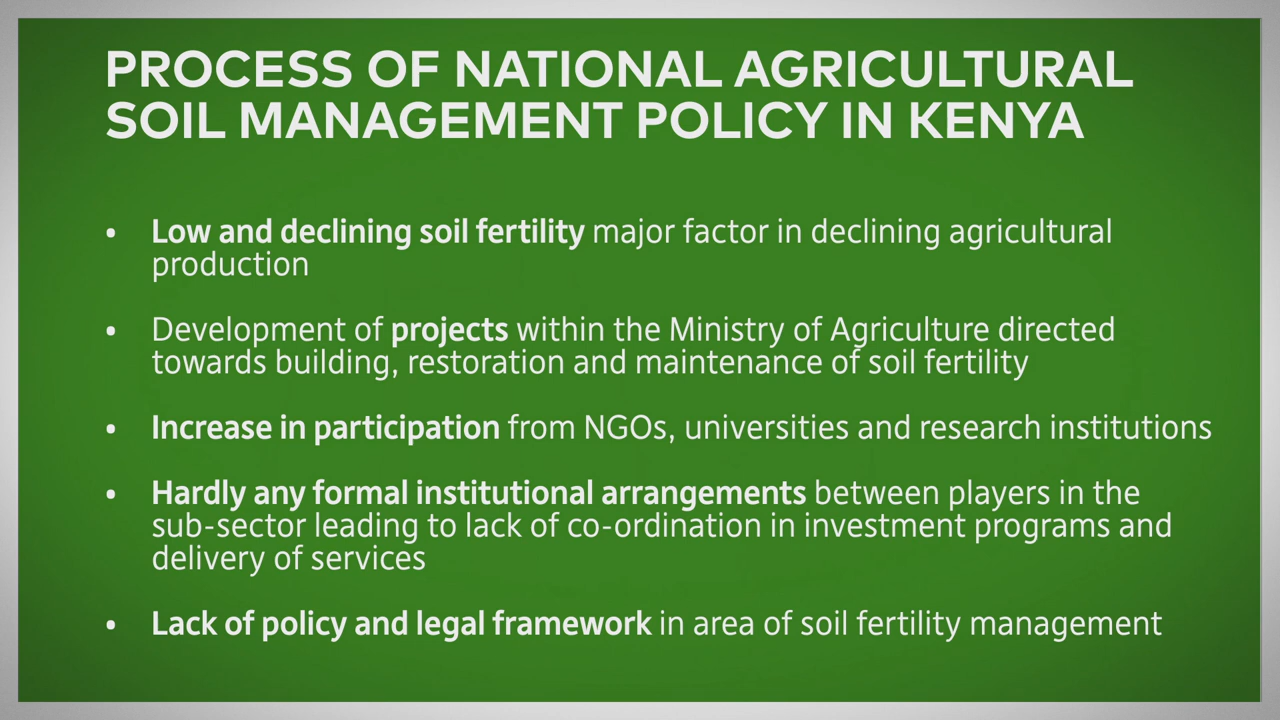 PROCESS OF NATIONAL AGRICULTURAL
SOIL MANAGEMENT POLICY IN KENYA
• Low and declining soil fertility major factor in declining agricultural
production
• Development of projects within the Ministry of Agriculture directed
towards building, restoration and maintenance of soil fertility
• Increase in participation from NGOs, universities and research institutions
• Hardly any formal institutional arrangements between players in the
sub-sector leading to lack of co-ordination in investment programs and
delivery of services
• Lack of policy and legal framework in area of soil fertility management